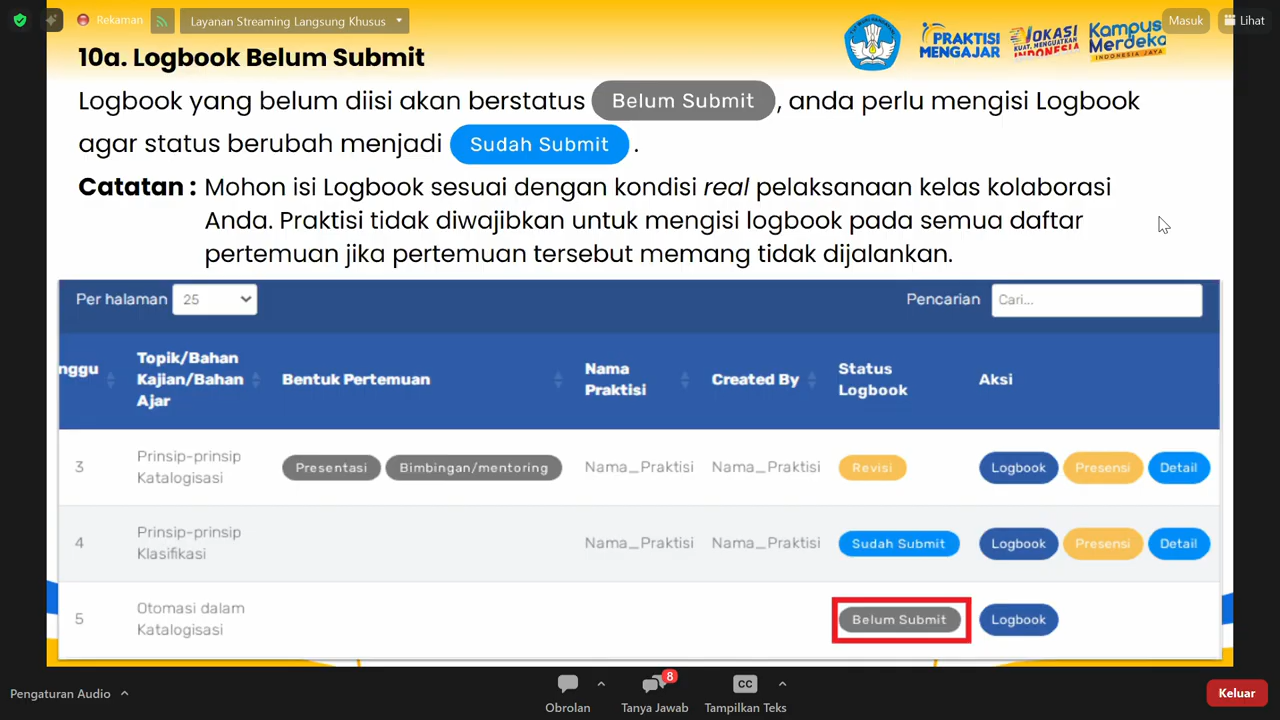 Rekaman
Layanan Streaming Langsung Khusus
Masuk
Lihat
PRAKTISI
MENGAJAR
VOKASI
KUAT, MENGUATKAN
INDONESIA
Kampus
Merdeka
INDONESIA JAYA
10a. Logbook Belum Submit
Logbook yang belum diisi akan berstatus Belum Submit , anda perlu mengisi Logbook
agar status berubah menjadi Sudah Submit .
Catatan : Mohon isi Logbook sesuai dengan kondisi real pelaksanaan kelas kolaborasi
Anda. Praktisi tidak diwajibkan untuk mengisi logbook pada semua daftar
pertemuan jika pertemuan tersebut memang tidak dijalankan.
Per halaman 25 Pencarian Cari...
nggu
Topik/Bahan
Kajian/Bahan
Ajar
Bentuk Pertemuan
Nama
Praktisi
Created By
Status
Logbook
Aksi
3
Prinsip-prinsip
Katalogisasi
Presentasi Bimbingan/mentoring Nama_Praktisi Nama_Praktisi Revisi Logbook Presensi Detail
4
Prinsip-prinsip
Klasifikasi
Nama_Praktisi Nama_Praktisi Sudah Submit Logbook Presensi Detail
5
Otomasi dalam
Katalogisasi
Belum Submit Logbook
Pengaturan Audio
Obrolan
8
Tanya Jawab
CC
Tampilkan Teks
Keluar